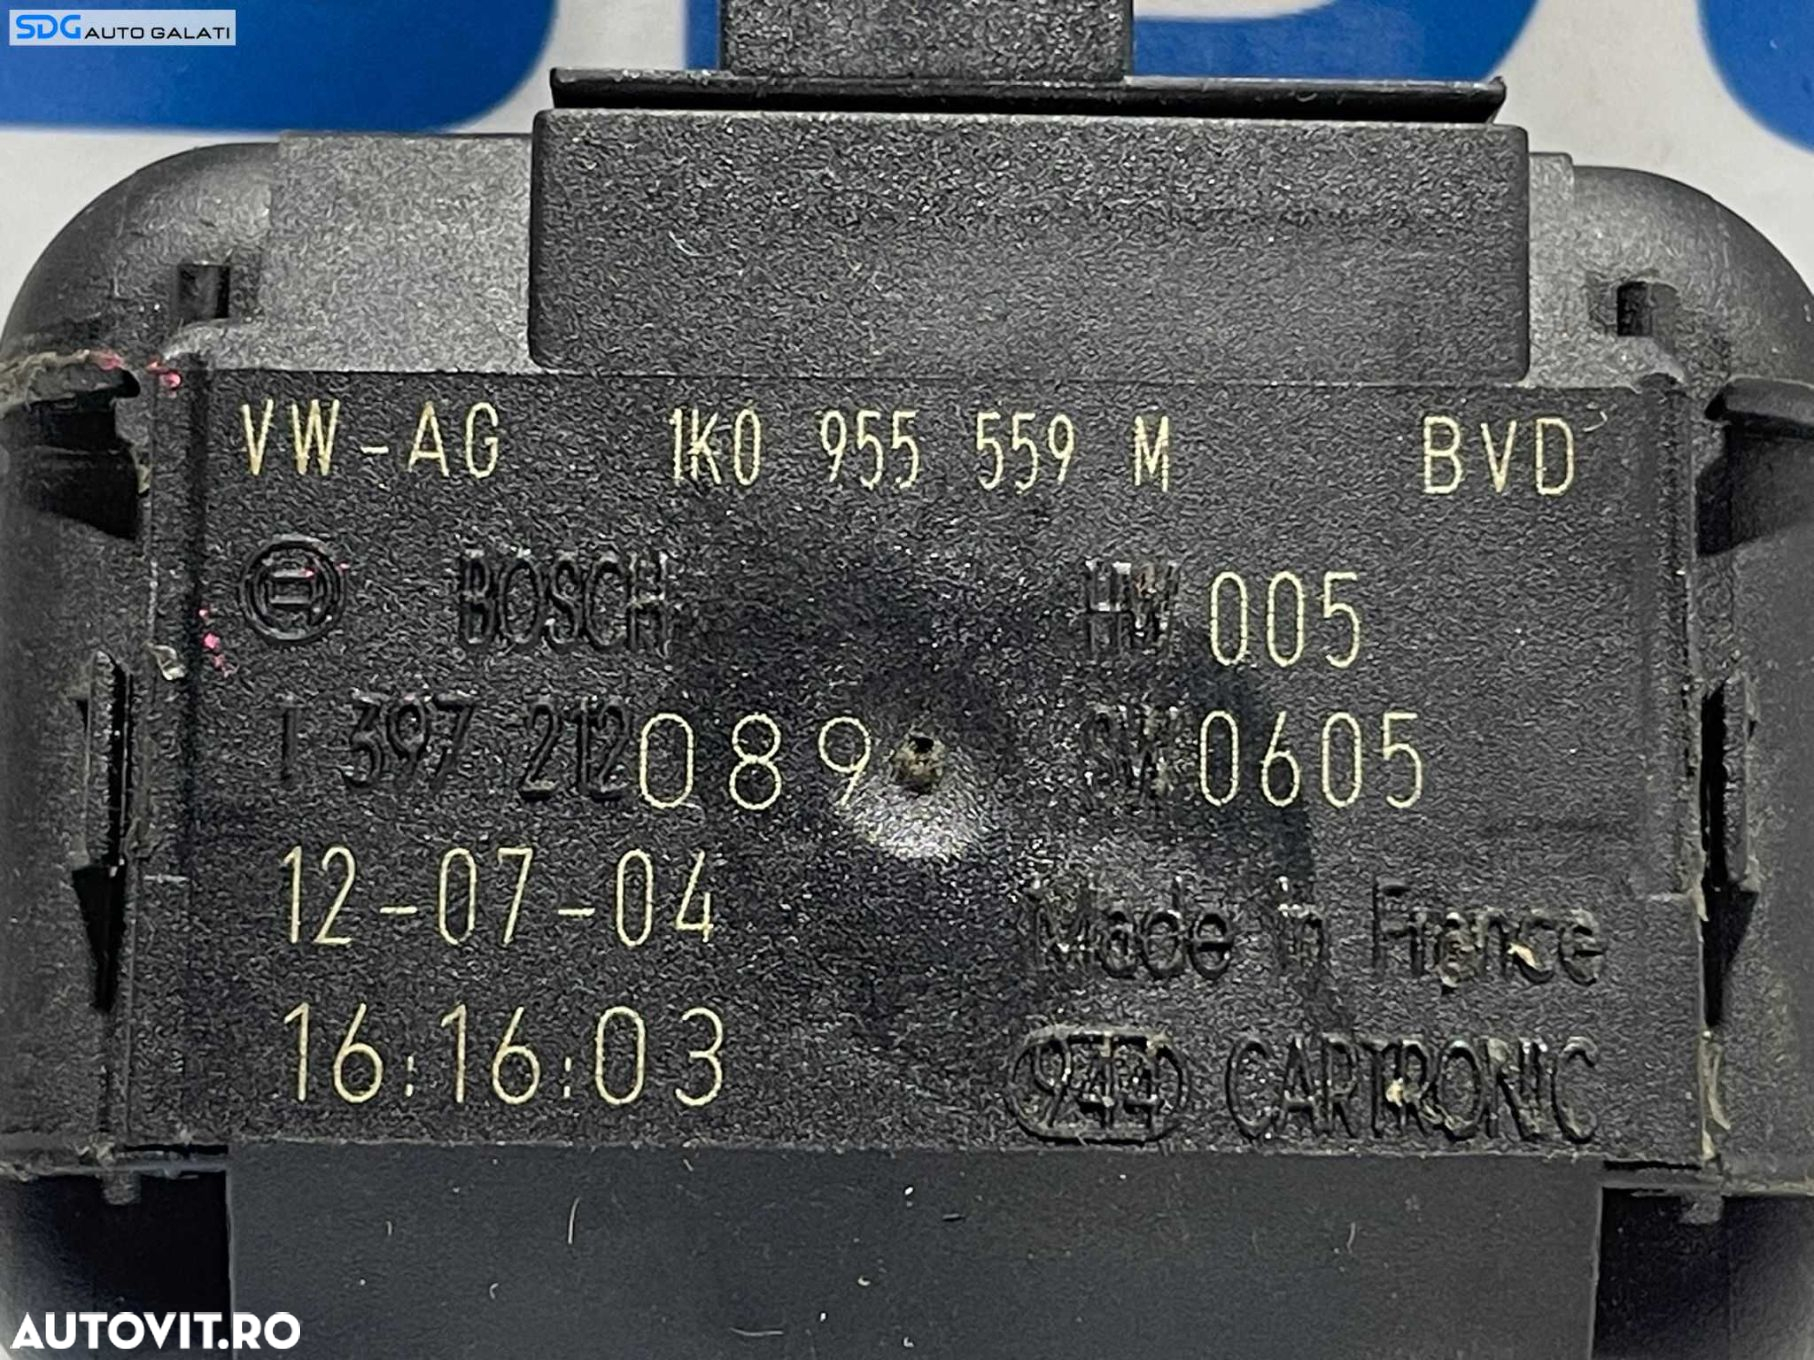 SDG AUTO GALATI
VW-AG 1K0 955 559 M BVD
BOSCH HW 005
1 397 212 089 SW 0605
12-07-04
Made in France
16:16:03
944 CARTRONIC
AUTOVIT.RO